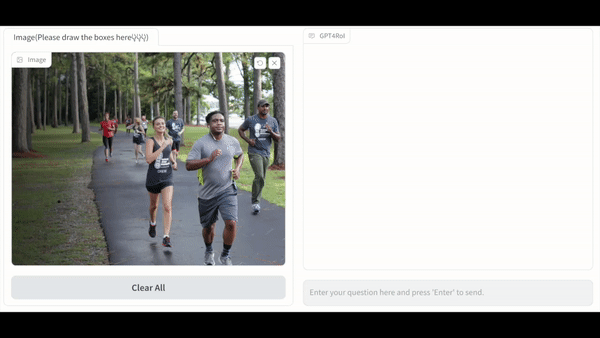 Image(Please draw the boxes here👇👇👇)
Image
GPT4RoI
Clear All
Enter your question here and press 'Enter' to send.